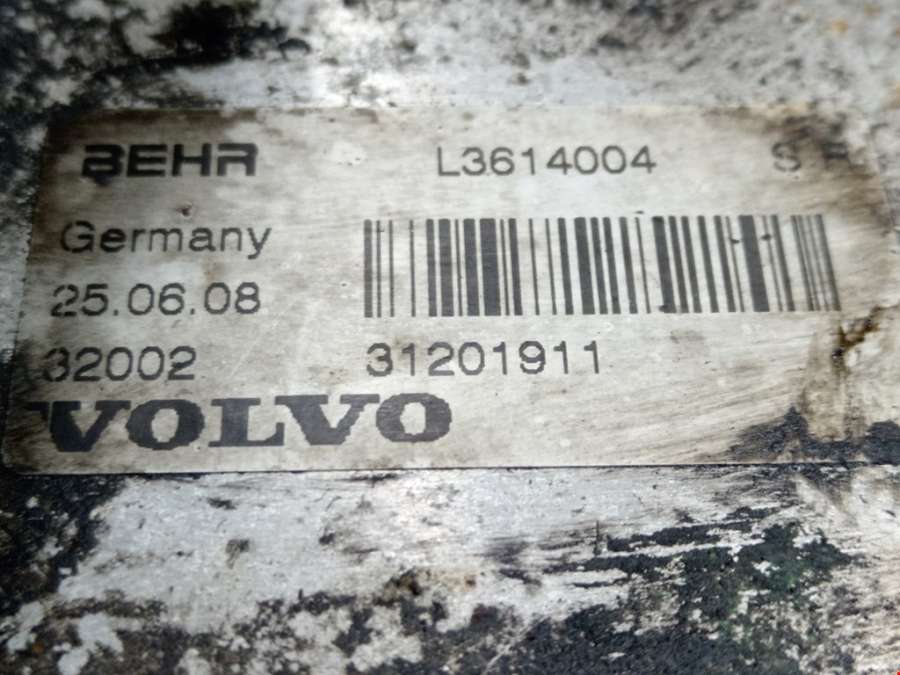 BEHR L3614004
Germany
25.06.08
32002 31201911
VOLVO